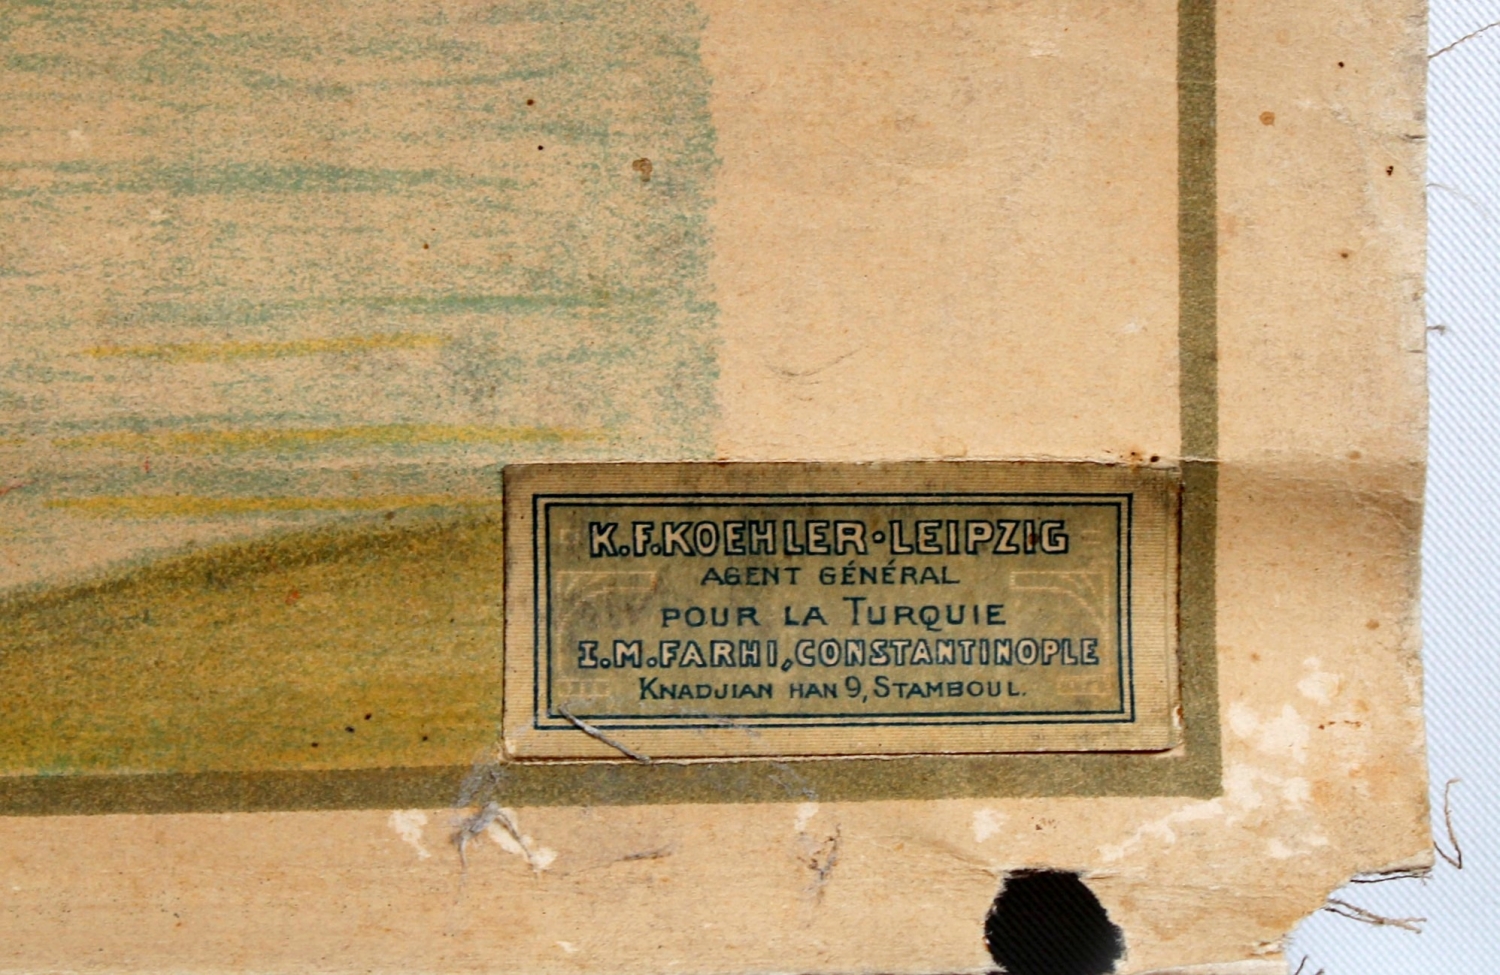 K.F.KOEHLER·LEIPZIG
AGENT GÉNÉRAL
POUR LA TURQUIE
I.M.FARHI, CONSTANTINOPLE
KNADJIAN HAN 9, STAMBOUL.